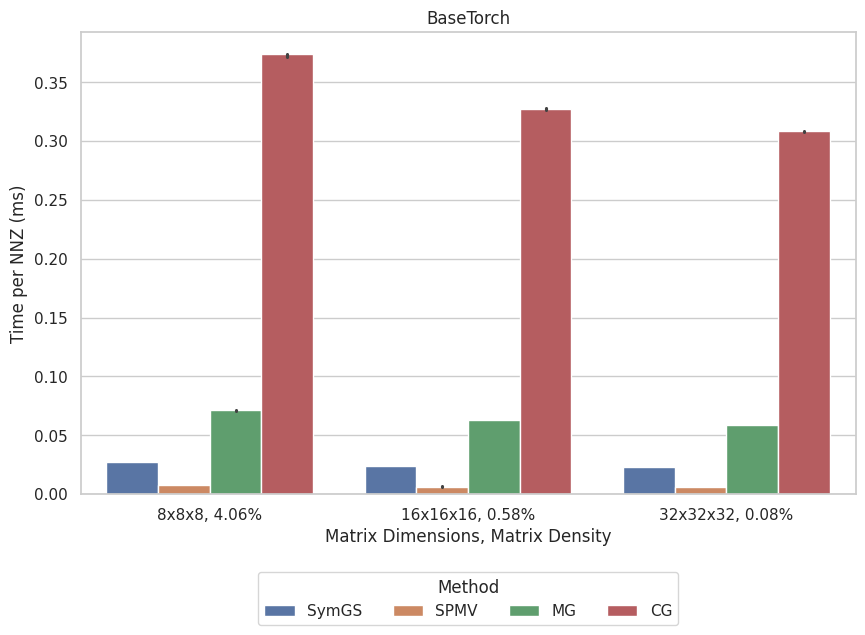 BaseTorch
Time per NNZ (ms)
0.35
0.30
0.25
0.20
0.15
0.10
0.05
0.00
8x8x8, 4.06% 16x16x16, 0.58% 32x32x32, 0.08%
Matrix Dimensions, Matrix Density
Method
SymGS SPMV MG CG